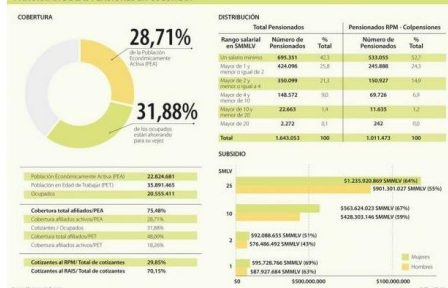 COBERTURA
28,71%
de la Población
Económicamente
Activa (PEA)
31,88%
de los ocupados
están ahorrando
para su vejez
Población Económicamente Activa (PEA) 22.824.681
Población en Edad de Trabajar (PET) 35.891.465
Ocupados 20.555.411
Cobertura total afiliados/PEA 75,48%
Cobertura afiliados activos/PEA 28,71%
Cotizantes / Ocupados 31,88%
Cobertura total afiliados/PET 48,00%
Cobertura afiliados activos/PET 18,26%
Cotizantes al RPM/ Total de cotizantes 29,85%
Cotizantes al RAIS/ Total de cotizantes 70,15%
DISTRIBUCIÓN
Total Pensionados Pensionados RPM - Colpensiones
Rango salarial en SMMLV Número de Pensionados % Total Número de Pensionados % Total
Un salario mínimo 695.351 42,3 533.055 52,7
Mayor de 1 y menor o igual de 2 424.096 25,8 245.888 24,3
Mayor de 2 y menor o igual a 4 350.099 21,3 150.927 14,9
Mayor de 4 y menor de 10 148.572 9,0 69.726 6,9
Mayor de 10 y menor de 20 22.663 1,4 11.635 1,2
Mayor de 20 2.272 0,1 242 0,0
Total 1.643.053 100 1.011.473 100
SUBSIDIO
SMLV
25 $1.235.920.869 SMMLV (64%)
$901.301.027 SMMLV (55%)
10 $563.624.023 SMMLV (67%)
$428.303.146 SMMLV (59%)
2 $92.088.655 SMMLV (51%)
$76.486.492 SMMLV (43%)
1 $95.728.766 SMMLV (69%)
$87.927.684 SMMLV (63%)
Mujeres
Hombres
$0 $500.000.000 $100.000.000